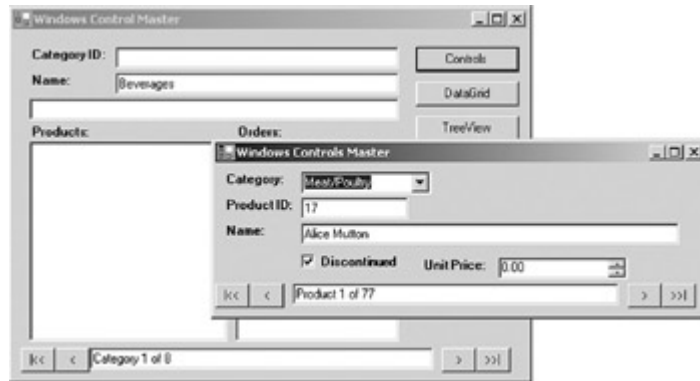 Windows Control Master
Category ID:
Controls
Name: Beverages
DataGrid
TreeView
Products:
Orders:
Windows Controls Master
Category: Meat/Poultry
Product ID: 17
Name: Alice Mutton
Discontinued
Unit Price: 0.00
|<< < Product 1 of 77 > >>|
|<< < Category 1 of 8 > >>|